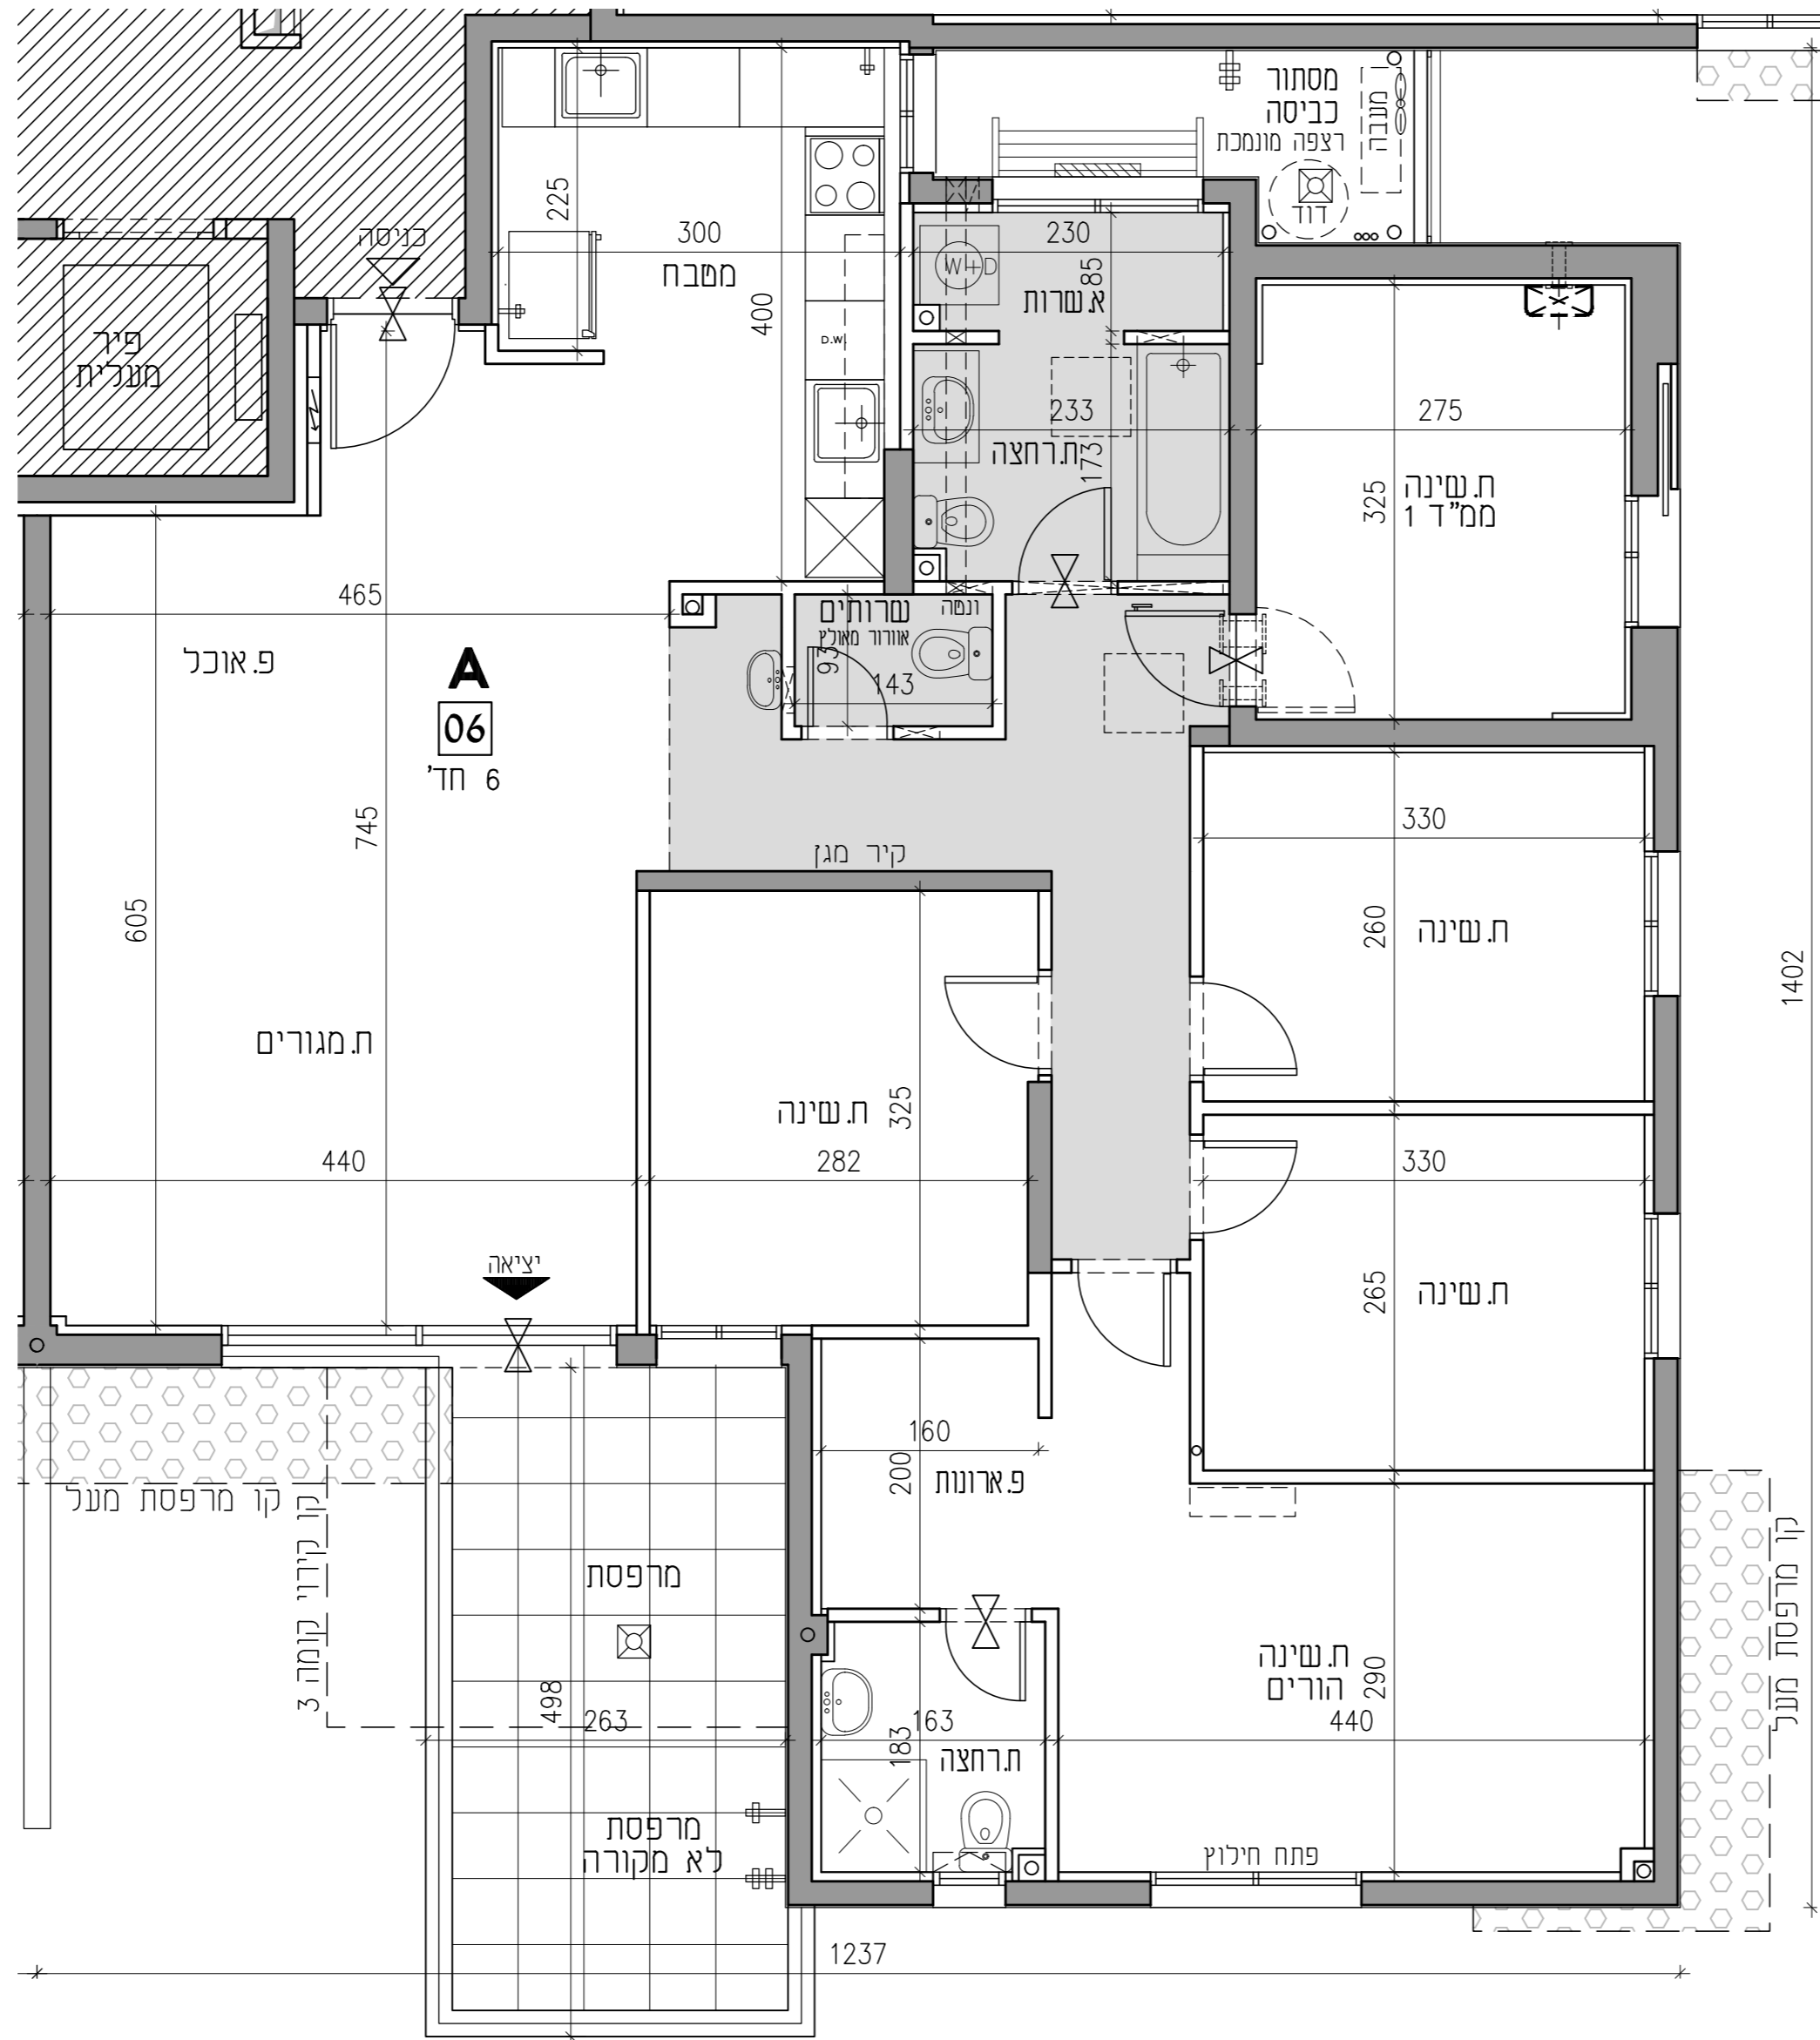 מסתור
כביסה
רצפה מונמכת
מעבה
דוד
כניסה
225
300
מטבח
400
230
W+D
85
א.שרות
פיר
מעלית
D.W.
233
ח.רחצה
173
275
325
ח.שינה
ממ"ד 1
465
פ.אוכל
A
06
6 חד'
745
605
שרותים
אוורור מאולץ
ונטה
93
143
קיר מגן
330
260
ח.שינה
1402
ח.מגורים
ח.שינה
325
440
282
330
265
ח.שינה
יציאה
160
200
פ.ארונות
קו מרפסת מעל
קו קירוי קומה 3
מרפסת
498
263
183
163
ח.רחצה
ח.שינה
הורים
290
440
קו מרפסת מעל
מרפסת
לא מקורה
פתח חילוץ
1237